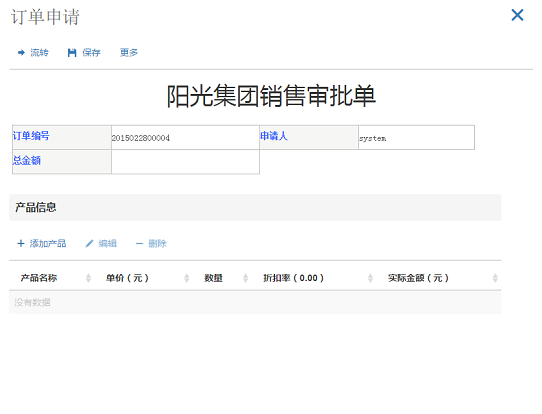 订单申请
流转 保存 更多
阳光集团销售审批单
订单编号 2015022800004 申请人 system
总金额
产品信息
添加产品 编辑 删除
产品名称 单价（元） 数量 折扣率（0.00） 实际金额（元）
没有数据